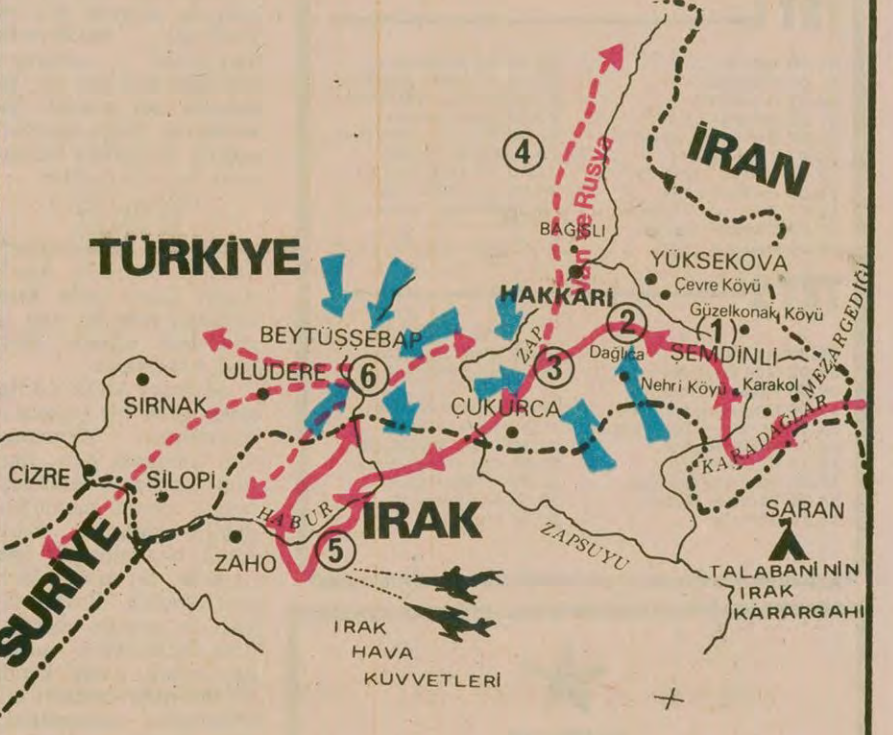 4
İRAN
Van ve Rusya
BAĞIŞLI
TÜRKİYE
YÜKSEKOVA
Çevre Köyü
HAKKARİ
Güzelkonak Köyü
MEZARGEDİĞİ
2
(1)
ZAP
BEYTÜŞŞEBAP
Dağlıca
ŞEMDİNLİ
3
ULUDERE
6
Nehri Köyü
Karakol
ŞIRNAK
ÇUKURCA
KARADAĞLAR
CİZRE
SİLOPİ
HABUR
IRAK
SARAN
ZAPSUYU
SURİYE
ZAHO
5
TALABANİNİN
IRAK
KARARGAHI
IRAK
HAVA
KUVVETLERİ